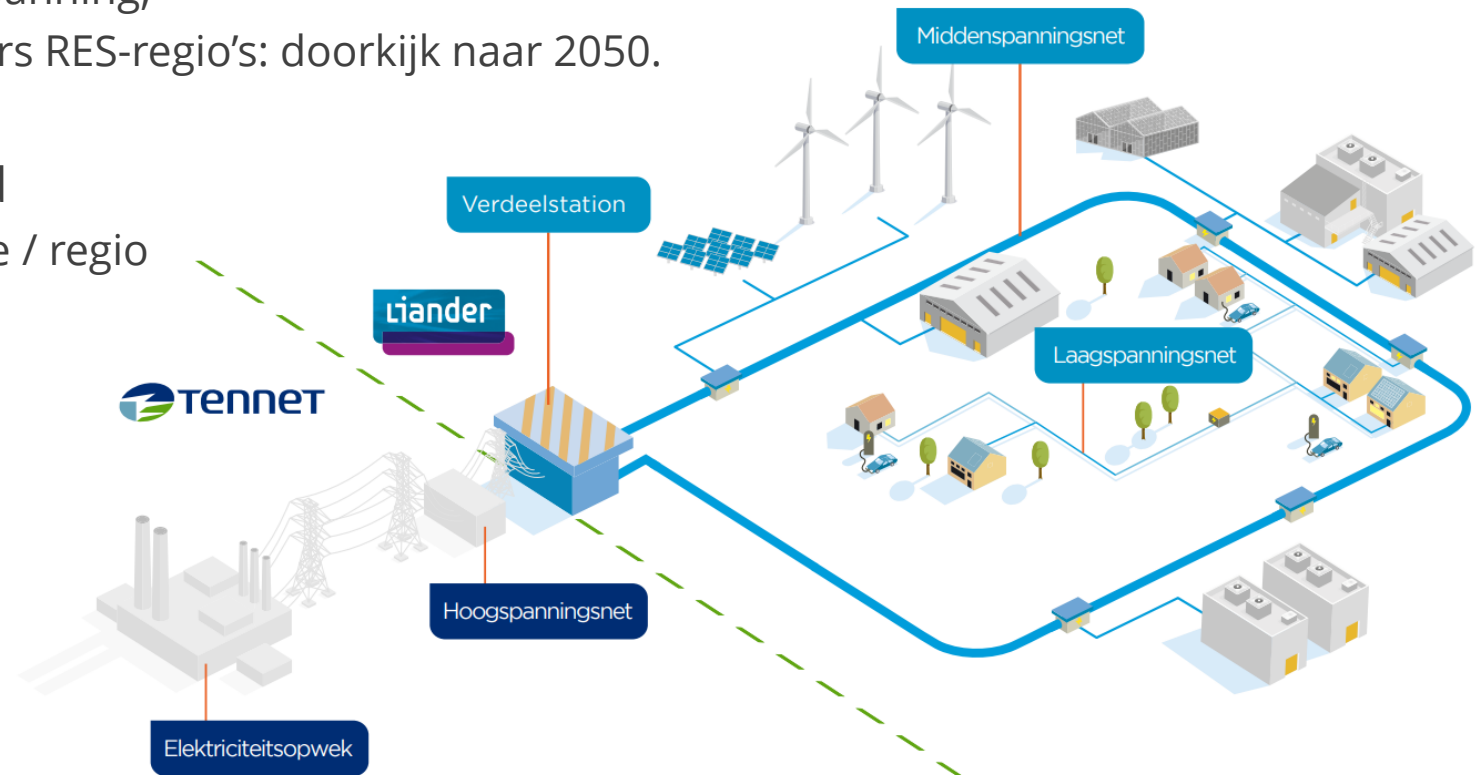 rs RES-regio's: doorkijk naar 2050.
e / regio
Middenspanningsnet
Verdeelstation
Liander
Laagspanningsnet
TENNET
Hoogspanningsnet
Elektriciteitsopwek